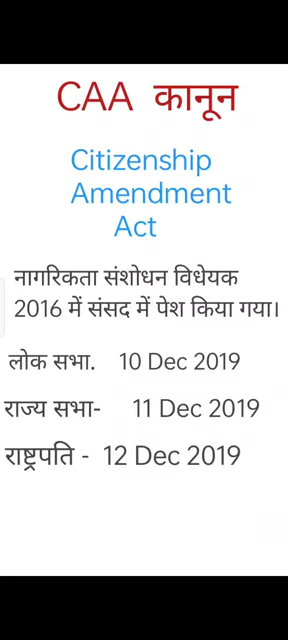 CAA कानून
Citizenship
Amendment
Act
नागरिकता संशोधन विधेयक
2016 में संसद में पेश किया गया।
लोक सभा. 10 Dec 2019
राज्य सभा- 11 Dec 2019
राष्ट्रपति - 12 Dec 2019